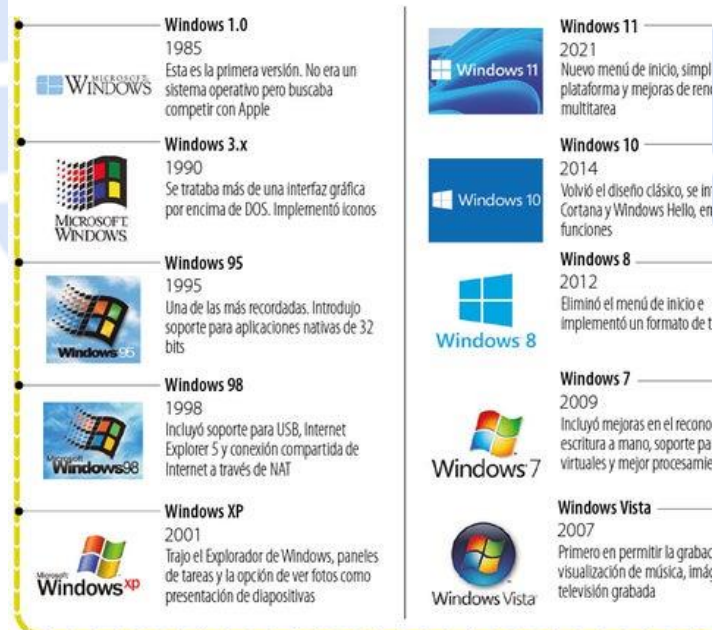 Windows 1.0
1985
Esta es la primera versión. No era un
sistema operativo pero buscaba
competir con Apple
MICROSOFT
WINDOWS
Windows 3.x
1990
Se trataba más de una interfaz gráfica
por encima de DOS. Implementó iconos
MICROSOFT
WINDOWS
Windows 95
1995
Una de las más recordadas. Introdujo
soporte para aplicaciones nativas de 32
bits
Windows 95
Windows 98
1998
Incluyó soporte para USB, Internet
Explorer 5 y conexión compartida de
Internet a través de NAT
Microsoft
Windows98
Windows XP
2001
Trajo el Explorador de Windows, paneles
de tareas y la opción de ver fotos como
presentación de diapositivas
Microsoft
Windows xp
Windows 11
2021
Nuevo menú de inicio, simpl
plataforma y mejoras de ren
multitarea
Windows 11
Windows 10
2014
Volvió el diseño clásico, se in
Cortana y Windows Hello, en
funciones
Windows 10
Windows 8
2012
Eliminó el menú de inicio e
implementó un formato de t
Windows 8
Windows 7
2009
Incluyó mejoras en el recono
escritura a mano, soporte pa
virtuales y mejor procesamie
Windows 7
Windows Vista
2007
Primero en permitir la grabac
visualización de música, imág
televisión grabada
Windows Vista